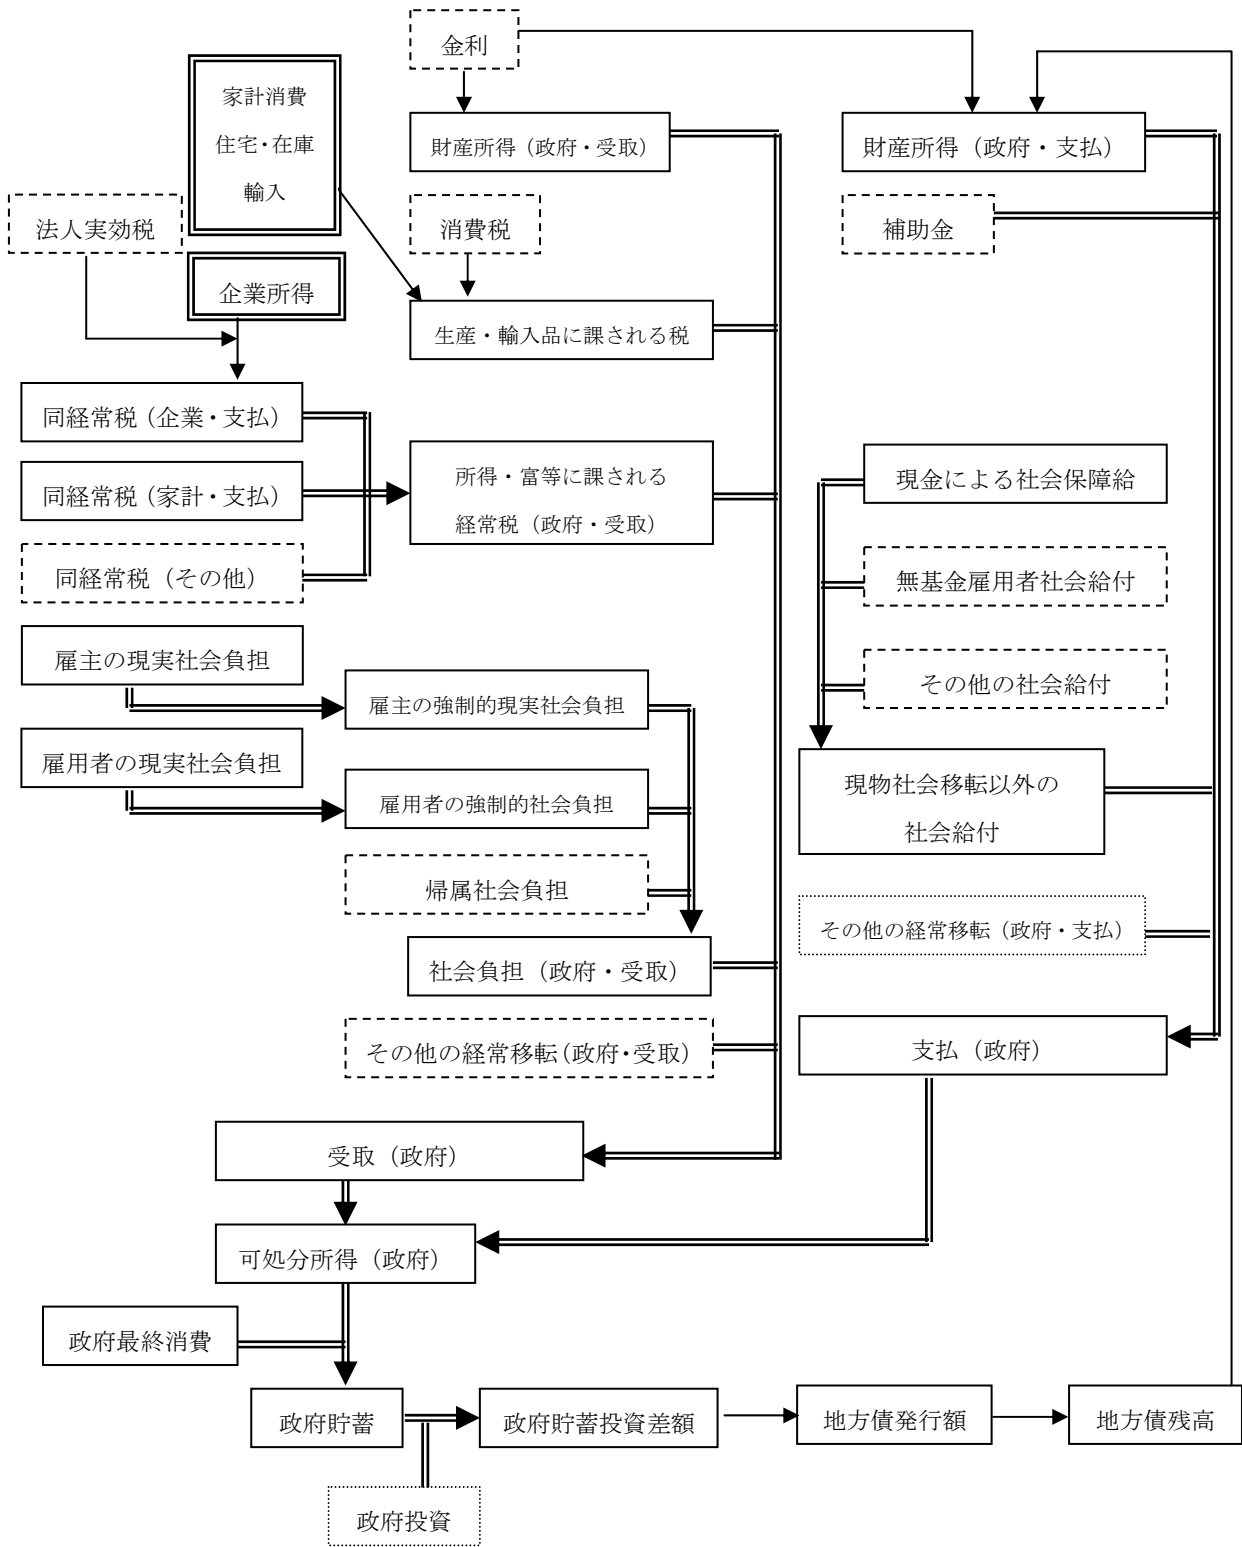 金利
家計消費
住宅・在庫
輸入
財産所得（政府・受取）
財産所得（政府・支払）
法人実効税
消費税
補助金
企業所得
生産・輸入品に課される税
同経常税（企業・支払）
同経常税（家計・支払）
同経常税（その他）
所得・富等に課される
経常税（政府・受取）
現金による社会保障給
無基金雇用者社会給付
その他の社会給付
雇主の現実社会負担
雇主の強制的現実社会負担
雇用者の現実社会負担
雇用者の強制的社会負担
現物社会移転以外の
社会給付
帰属社会負担
その他の経常移転（政府・支払）
社会負担（政府・受取）
その他の経常移転（政府・受取）
支払（政府）
受取（政府）
可処分所得（政府）
政府最終消費
政府貯蓄
政府貯蓄投資差額
地方債発行額
地方債残高
政府投資